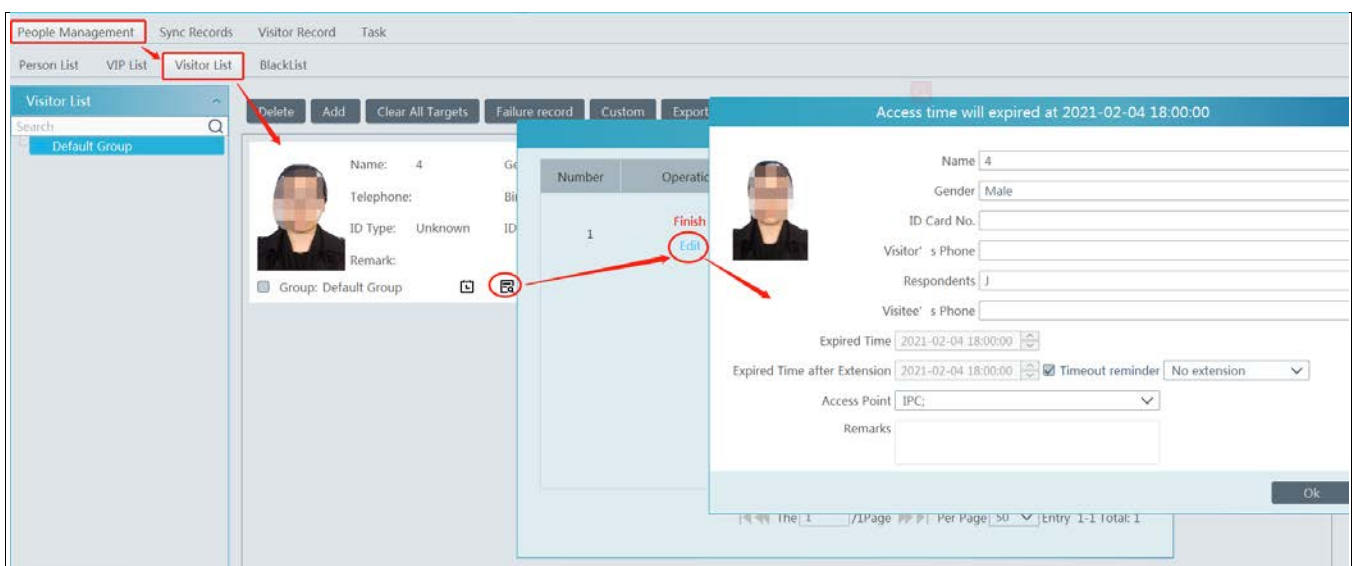 People Management Sync Records Visitor Record Task
Person List VIP List Visitor List BlackList
Visitor List
Search
Default Group
Delete Add Clear All Targets Failure record Custom Export
Name: 4
Telephone:
ID Type: Unknown ID
Remark:
Group: Default Group
Number
1 Finish
Edit
The 1 /1Page Per Page 50 Entry 1-1 Total: 1
Access time will expired at 2021-02-04 18:00:00
Name 4
Gender Male
ID Card No.
Visitor' s Phone
Respondents J
Visitee' s Phone
Expired Time 2021-02-04 18:00:00
Expired Time after Extension 2021-02-04 18:00:00 Timeout reminder No extension
Access Point IPC;
Remarks
Ok